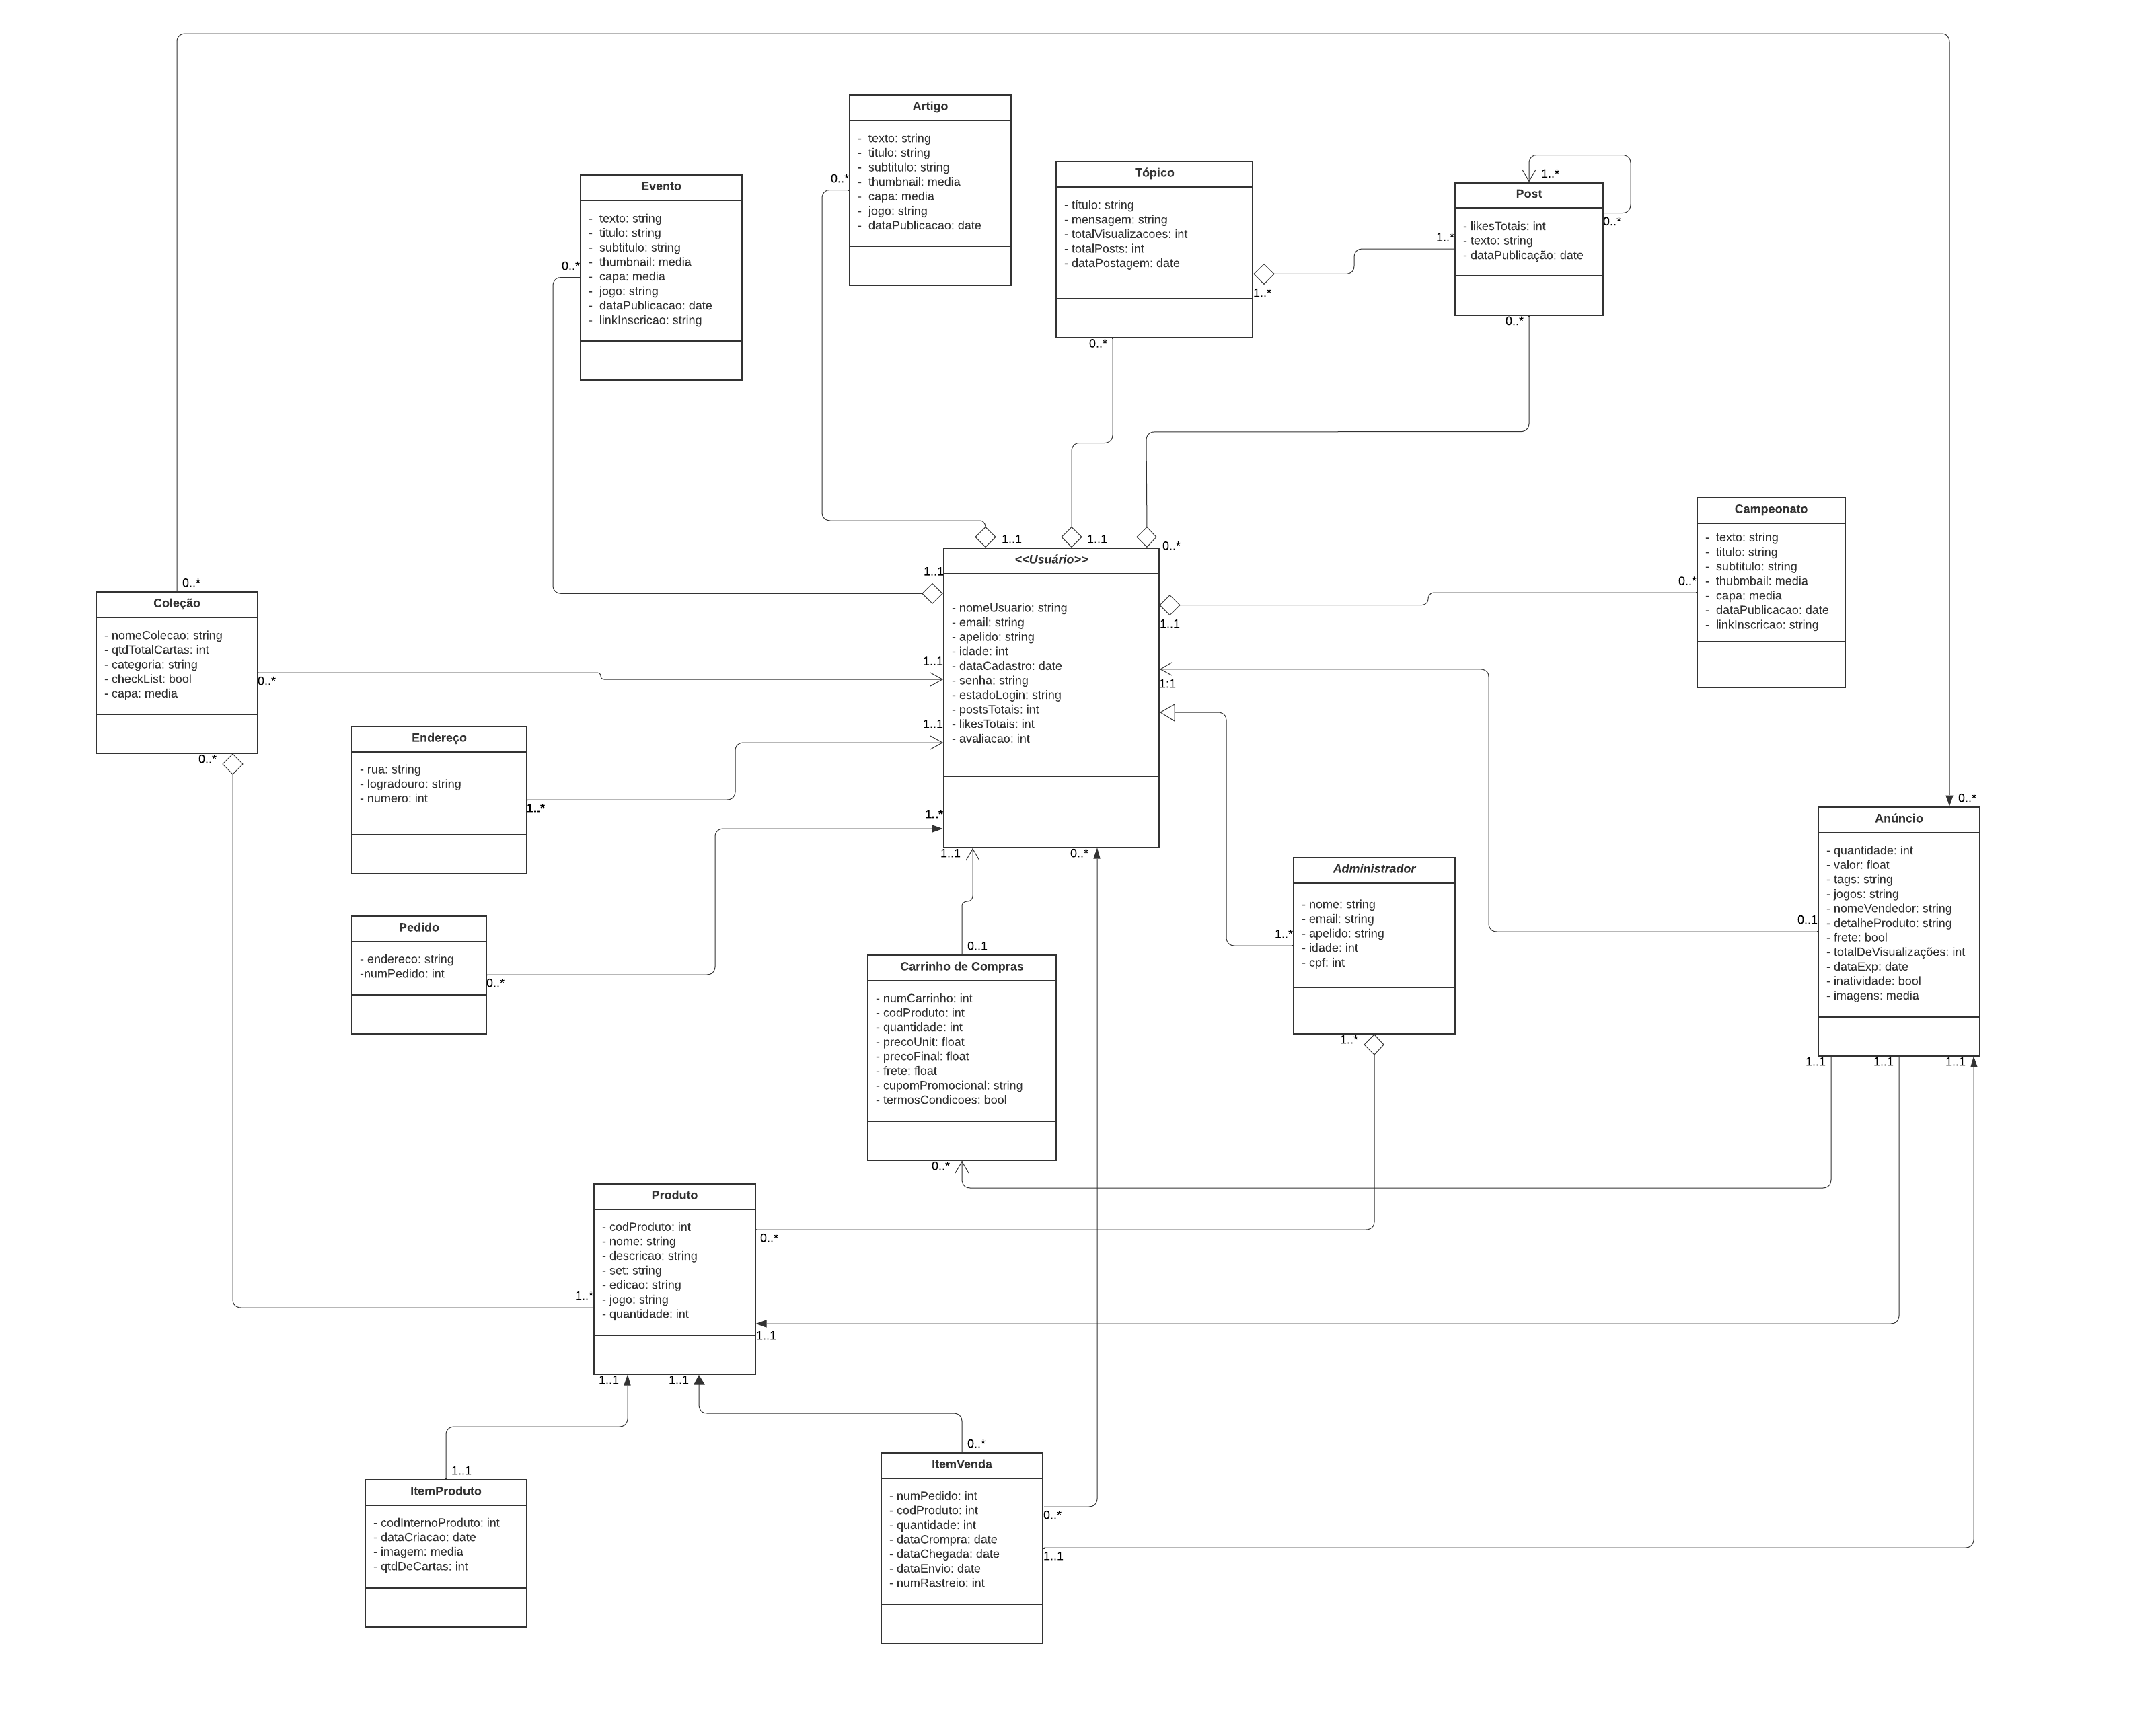 Artigo
-  texto: string
-  titulo: string
-  subtitulo: string
-  thumbnail: media
-  capa: media
-  jogo: string
-  dataPublicacao: date
0..*
Evento
-  texto: string
-  titulo: string
-  subtitulo: string
-  thumbnail: media
-  capa: media
-  jogo: string
-  dataPublicacao: date
-  linkInscricao: string
0..*
Tópico
- título: string
- mensagem: string
- totalVisualizacoes: int
- totalPosts: int
- dataPostagem: date
1..*
0..*
Post
- likesTotais: int
- texto: string
- dataPublicação: date
1..*
0..*
1..*
0..*
<<Usuário>>
- nomeUsuario: string
- email: string
- apelido: string
- idade: int
- dataCadastro: date
- senha: string
- estadoLogin: string
- postsTotais: int
- likesTotais: int
- avaliacao: int
1..1
1..1
0..*
1..1
1..1
1..1
1:1
1..1
1..*
1..1
0..*
Campeonato
-  texto: string
-  titulo: string
-  subtitulo: string
-  thubmbail: media
-  capa: media
-  dataPublicacao: date
-  linkInscricao: string
0..*
Coleção
- nomeColecao: string
- qtdTotalCartas: int
- categoria: string
- checkList: bool
- capa: media
0..*
0..*
0..*
Endereço
- rua: string
- logradouro: string
- numero: int
1..*
Pedido
- endereco: string
-numPedido: int
0..*
Carrinho de Compras
- numCarrinho: int
- codProduto: int
- quantidade: int
- precoUnit: float
- precoFinal: float
- frete: float
- cupomPromocional: string
- termosCondicoes: bool
0..1
0..*
Administrador
- nome: string
- email: string
- apelido: string
- idade: int
- cpf: int
1..*
1..*
Anúncio
- quantidade: int
- valor: float
- tags: string
- jogos: string
- nomeVendedor: string
- detalheProduto: string
- frete: bool
- totalDeVisualizações: int
- dataExp: date
- inatividade: bool
- imagens: media
0..*
0..1
1..1
1..1
1..1
Produto
- codProduto: int
- nome: string
- descricao: string
- set: string
- edicao: string
- jogo: string
- quantidade: int
0..*
1..*
1..1
1..1
1..1
ItemProduto
- codInternoProduto: int
- dataCriacao: date
- imagem: media
- qtdDeCartas: int
1..1
ItemVenda
- numPedido: int
- codProduto: int
- quantidade: int
- dataCrompra: date
- dataChegada: date
- dataEnvio: date
- numRastreio: int
0..*
0..*
1..1